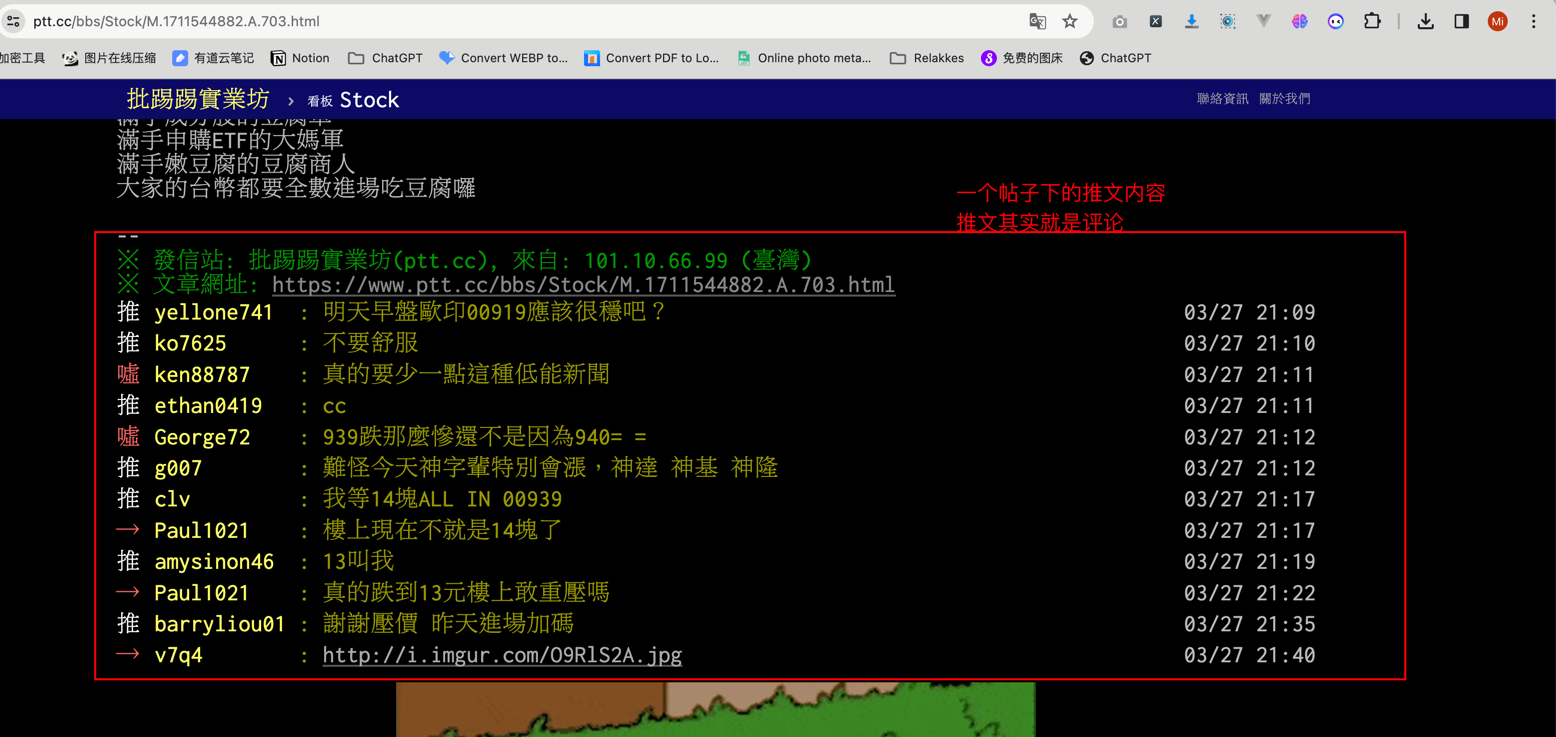 ptt.cc/bbs/Stock/M.1711544882.A.703.html
加密工具 图片在线压缩 有道云笔记 Notion ChatGPT Convert WEBP to... Convert PDF to Lo... Online photo meta... Relakkes 免费的图床 ChatGPT
批踢踢實業坊 › 看板 Stock 聯絡資訊 關於我們
滿手成分股的豆腐軍
滿手申購ETF的大媽軍
滿手嫩豆腐的豆腐商人
大家的台幣都要全數進場吃豆腐囉
一个帖子下的推文内容
推文其实就是评论
--
※ 發信站: 批踢踢實業坊(ptt.cc), 來自: 101.10.66.99 (臺灣)
※ 文章網址: https://www.ptt.cc/bbs/Stock/M.1711544882.A.703.html
推 yellone741 : 明天早盤歐印00919應該很穩吧？ 03/27 21:09
推 ko7625 : 不要舒服 03/27 21:10
噓 ken88787 : 真的要少一點這種低能新聞 03/27 21:11
推 ethan0419 : cc 03/27 21:11
噓 George72 : 939跌那麼慘還不是因為940= = 03/27 21:12
推 g007 : 難怪今天神字輩特別會漲，神達 神基 神隆 03/27 21:12
推 clv : 我等14塊ALL IN 00939 03/27 21:17
→ Paul1021 : 樓上現在不就是14塊了 03/27 21:17
推 amysinon46 : 13叫我 03/27 21:19
→ Paul1021 : 真的跌到13元樓上敢重壓嗎 03/27 21:22
推 barryliou01 : 謝謝壓價 昨天進場加碼 03/27 21:35
→ v7q4 : http://i.imgur.com/O9RlS2A.jpg 03/27 21:40